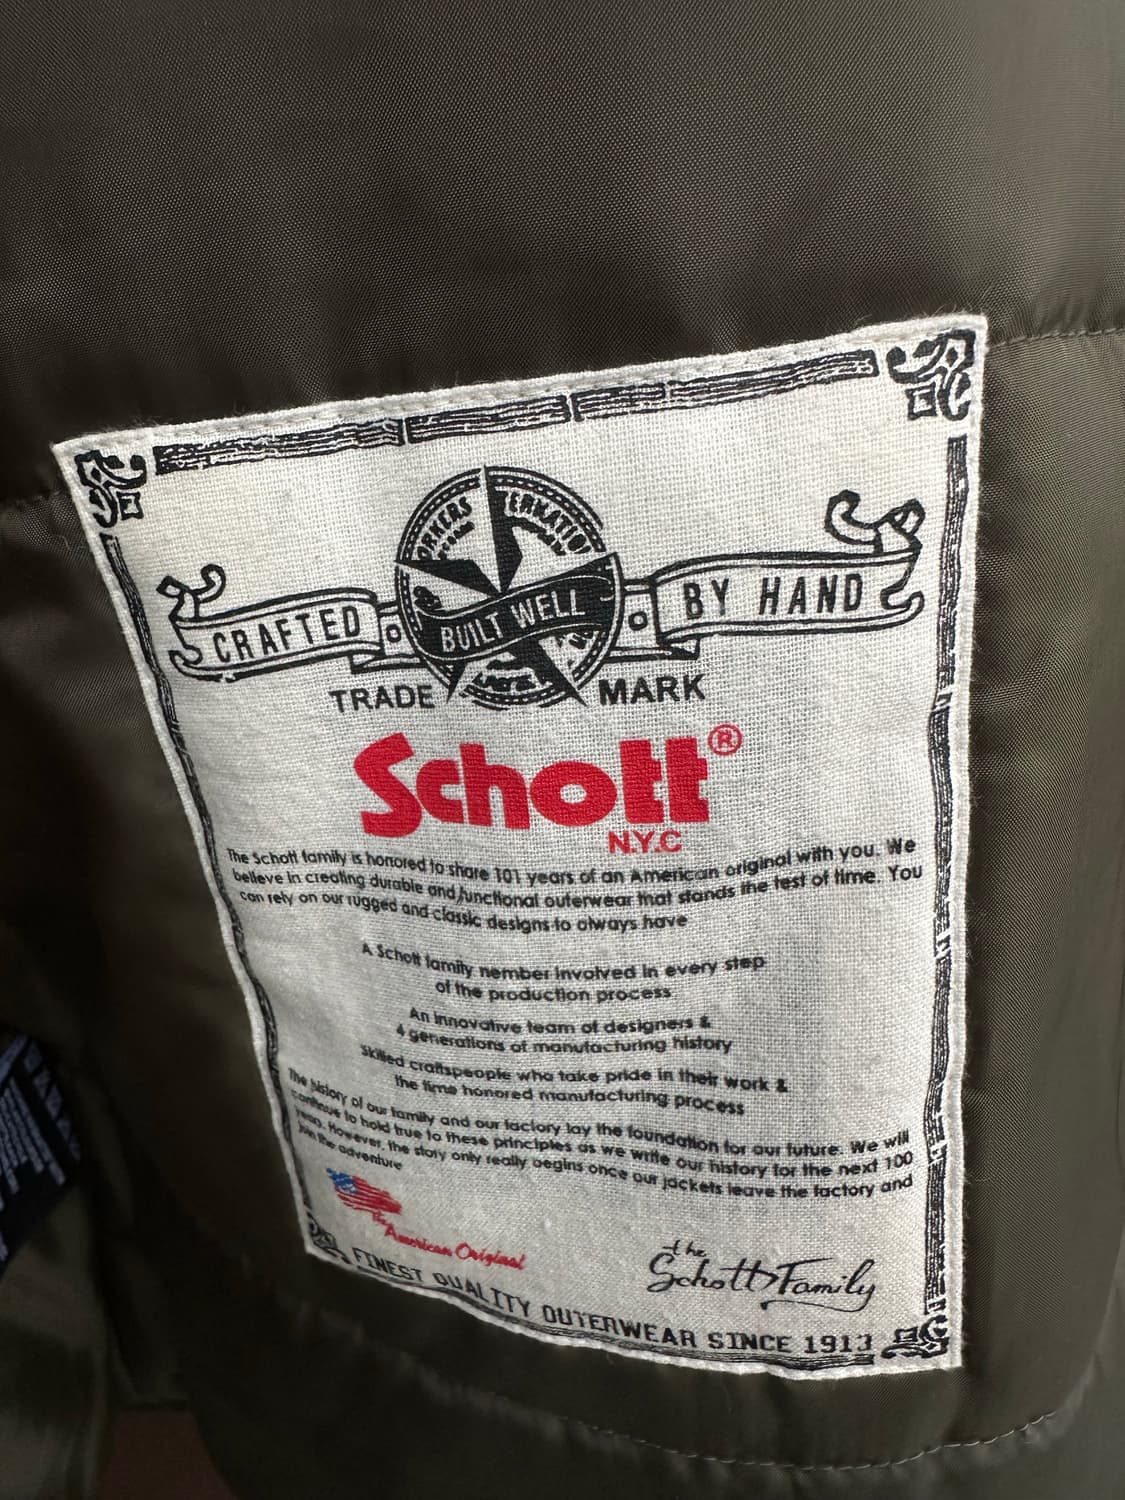 ORKERS
ERNATIO
CRAFTED
BUILT WELL
BY HAND
TRADE
MARK
Schott®
N.Y.C
The Schott family is honored to share 101 years of an American original with you. We
believe in creating durable and functional outerwear that stands the test of time. You
can rely on our rugged and classic designs to always have
A Schott family nember involved in every step
of the production process
An innovative team of designers &
4 generations of manufacturing history
Skilled craftspeople who take pride in their work &
the time honored manufacturing process
The history of our family and our factory lay the foundation for our future. We will
continue to hold true to these principles as we write our history for the next 100
years. However, the story only really begins once our jackets leave the factory and
join the adventure
The
American Original
the
Schott Family
FINEST QUALITY OUTERWEAR SINCE 1913